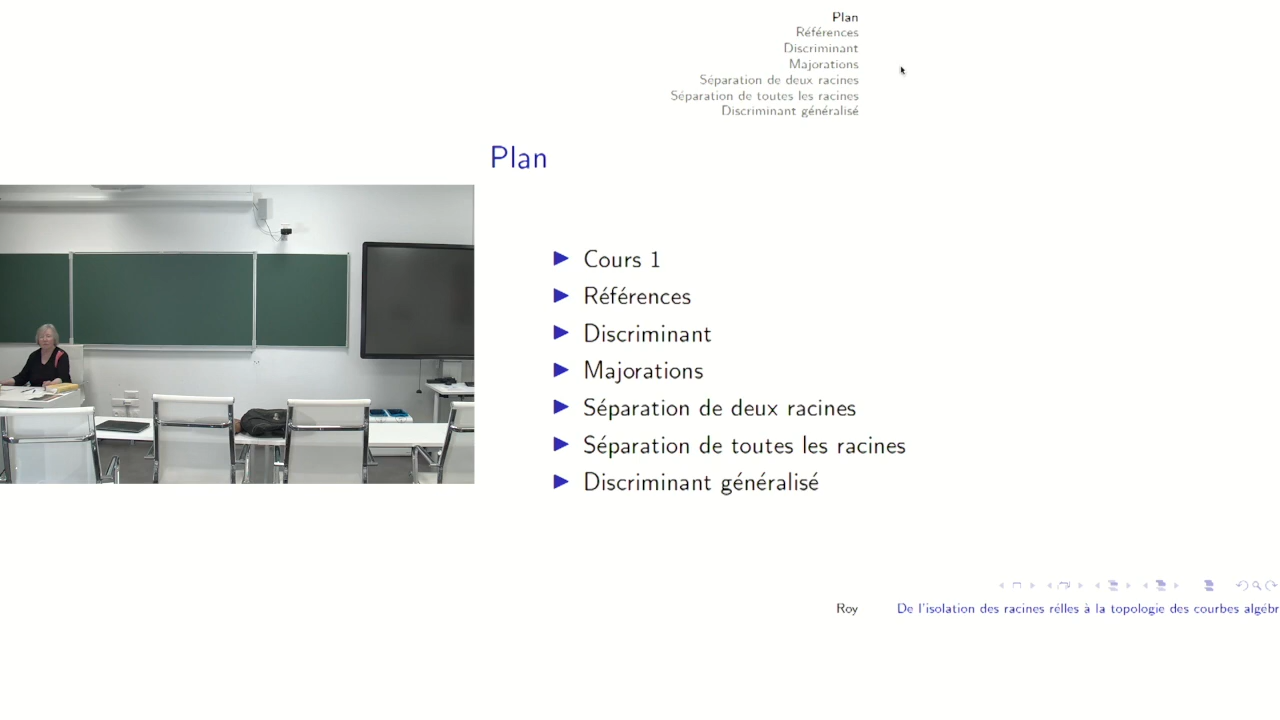 Plan
Références
Discriminant
Majorations
Séparation de deux racines
Séparation de toutes les racines
Discriminant généralisé
Plan
Cours 1
Références
Discriminant
Majorations
Séparation de deux racines
Séparation de toutes les racines
Discriminant généralisé
Roy
De l'isolation des racines rélles à la topologie des courbes algébr